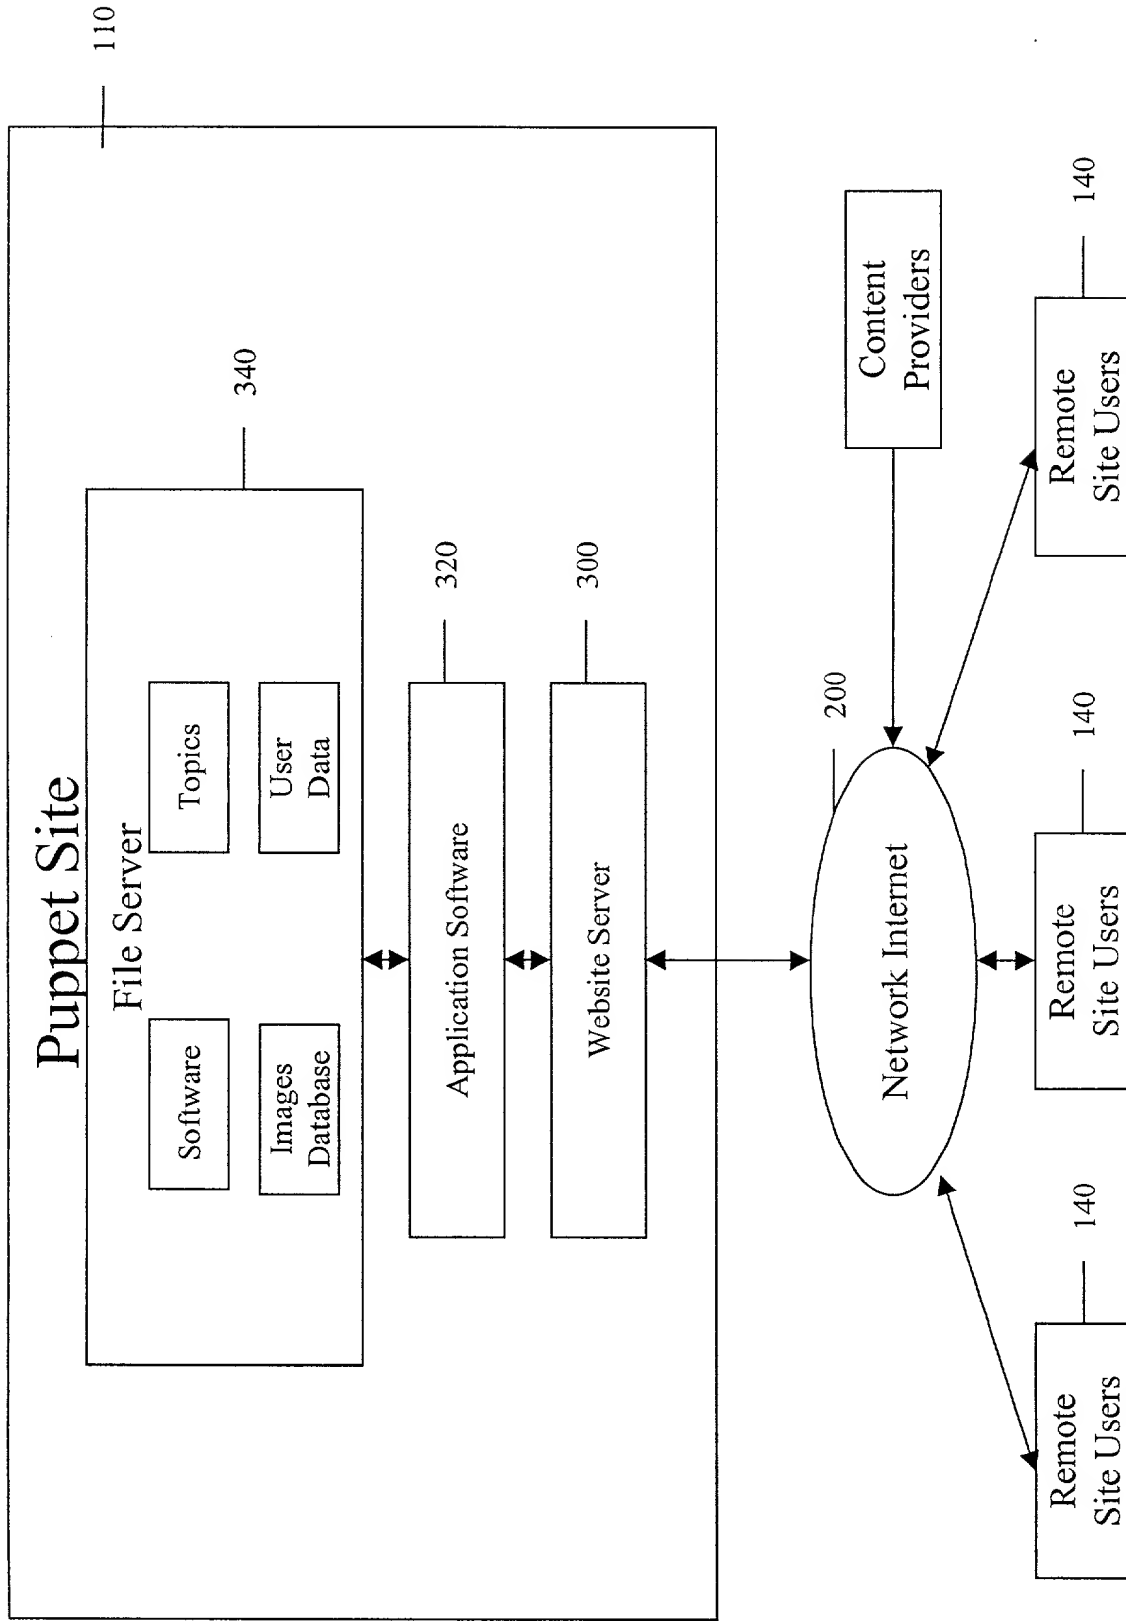 Puppet Site
110
File Server
340
Software
Topics
Images
Database
User
Data
Application Software
320
Website Server
300
200
Network Internet
Content
Providers
Remote
Site Users
140
Remote
Site Users
140
Remote
Site Users
140